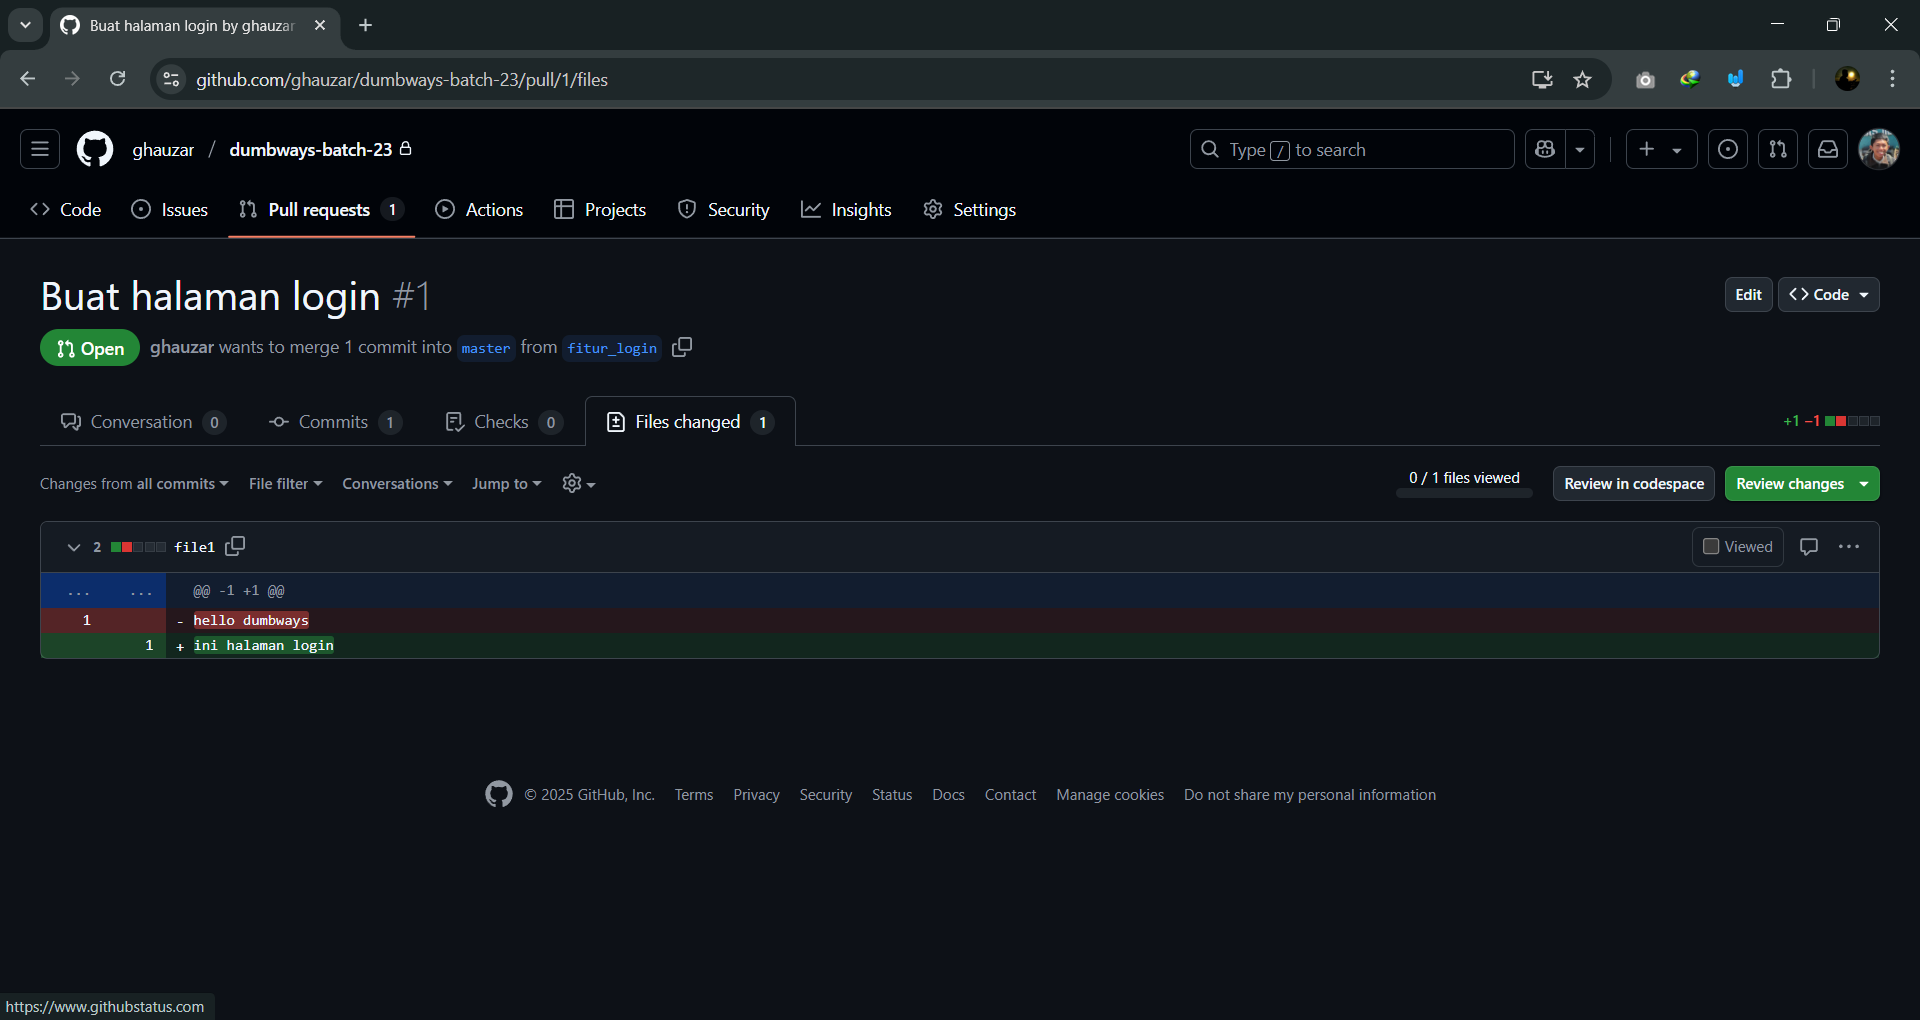 Buat halaman login by ghauzar
github.com/ghauzar/dumbways-batch-23/pull/1/files
ghauzar / dumbways-batch-23
Type / to search
Code Issues Pull requests 1 Actions Projects Security Insights Settings
Buat halaman login #1
Edit
<> Code
Open ghauzar wants to merge 1 commit into master from fitur_login
Conversation 0 Commits 1 Checks 0 Files changed 1
+1 −1
Changes from all commits File filter Conversations Jump to
0 / 1 files viewed
Review in codespace
Review changes
2 file1
Viewed
... ... @@ -1 +1 @@
1 - hello dumbways
1 + ini halaman login
© 2025 GitHub, Inc. Terms Privacy Security Status Docs Contact Manage cookies Do not share my personal information
https://www.githubstatus.com